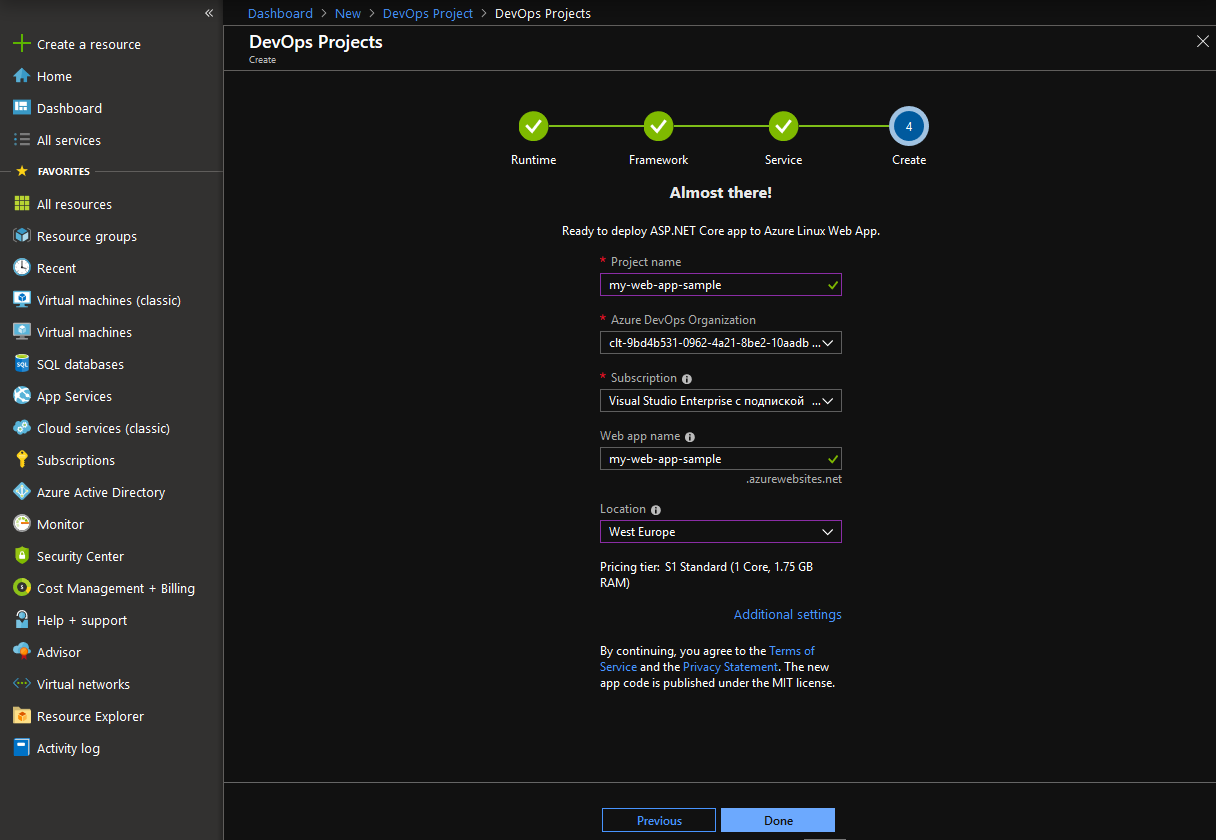 «
Create a resource
Home
Dashboard
All services
FAVORITES
All resources
Resource groups
Recent
Virtual machines (classic)
Virtual machines
SQL databases
App Services
Cloud services (classic)
Subscriptions
Azure Active Directory
Monitor
Security Center
Cost Management + Billing
Help + support
Advisor
Virtual networks
Resource Explorer
Activity log
Dashboard > New > DevOps Project > DevOps Projects
DevOps Projects
Create
4
Runtime Framework Service Create
Almost there!
Ready to deploy ASP.NET Core app to Azure Linux Web App.
* Project name
my-web-app-sample
* Azure DevOps Organization
clt-9bd4b531-0962-4a21-8be2-10aadb ...
* Subscription
Visual Studio Enterprise с подпиской ...
Web app name
my-web-app-sample
.azurewebsites.net
Location
West Europe
Pricing tier: S1 Standard (1 Core, 1.75 GB
RAM)
Additional settings
By continuing, you agree to the Terms of
Service and the Privacy Statement. The new
app code is published under the MIT license.
Previous Done